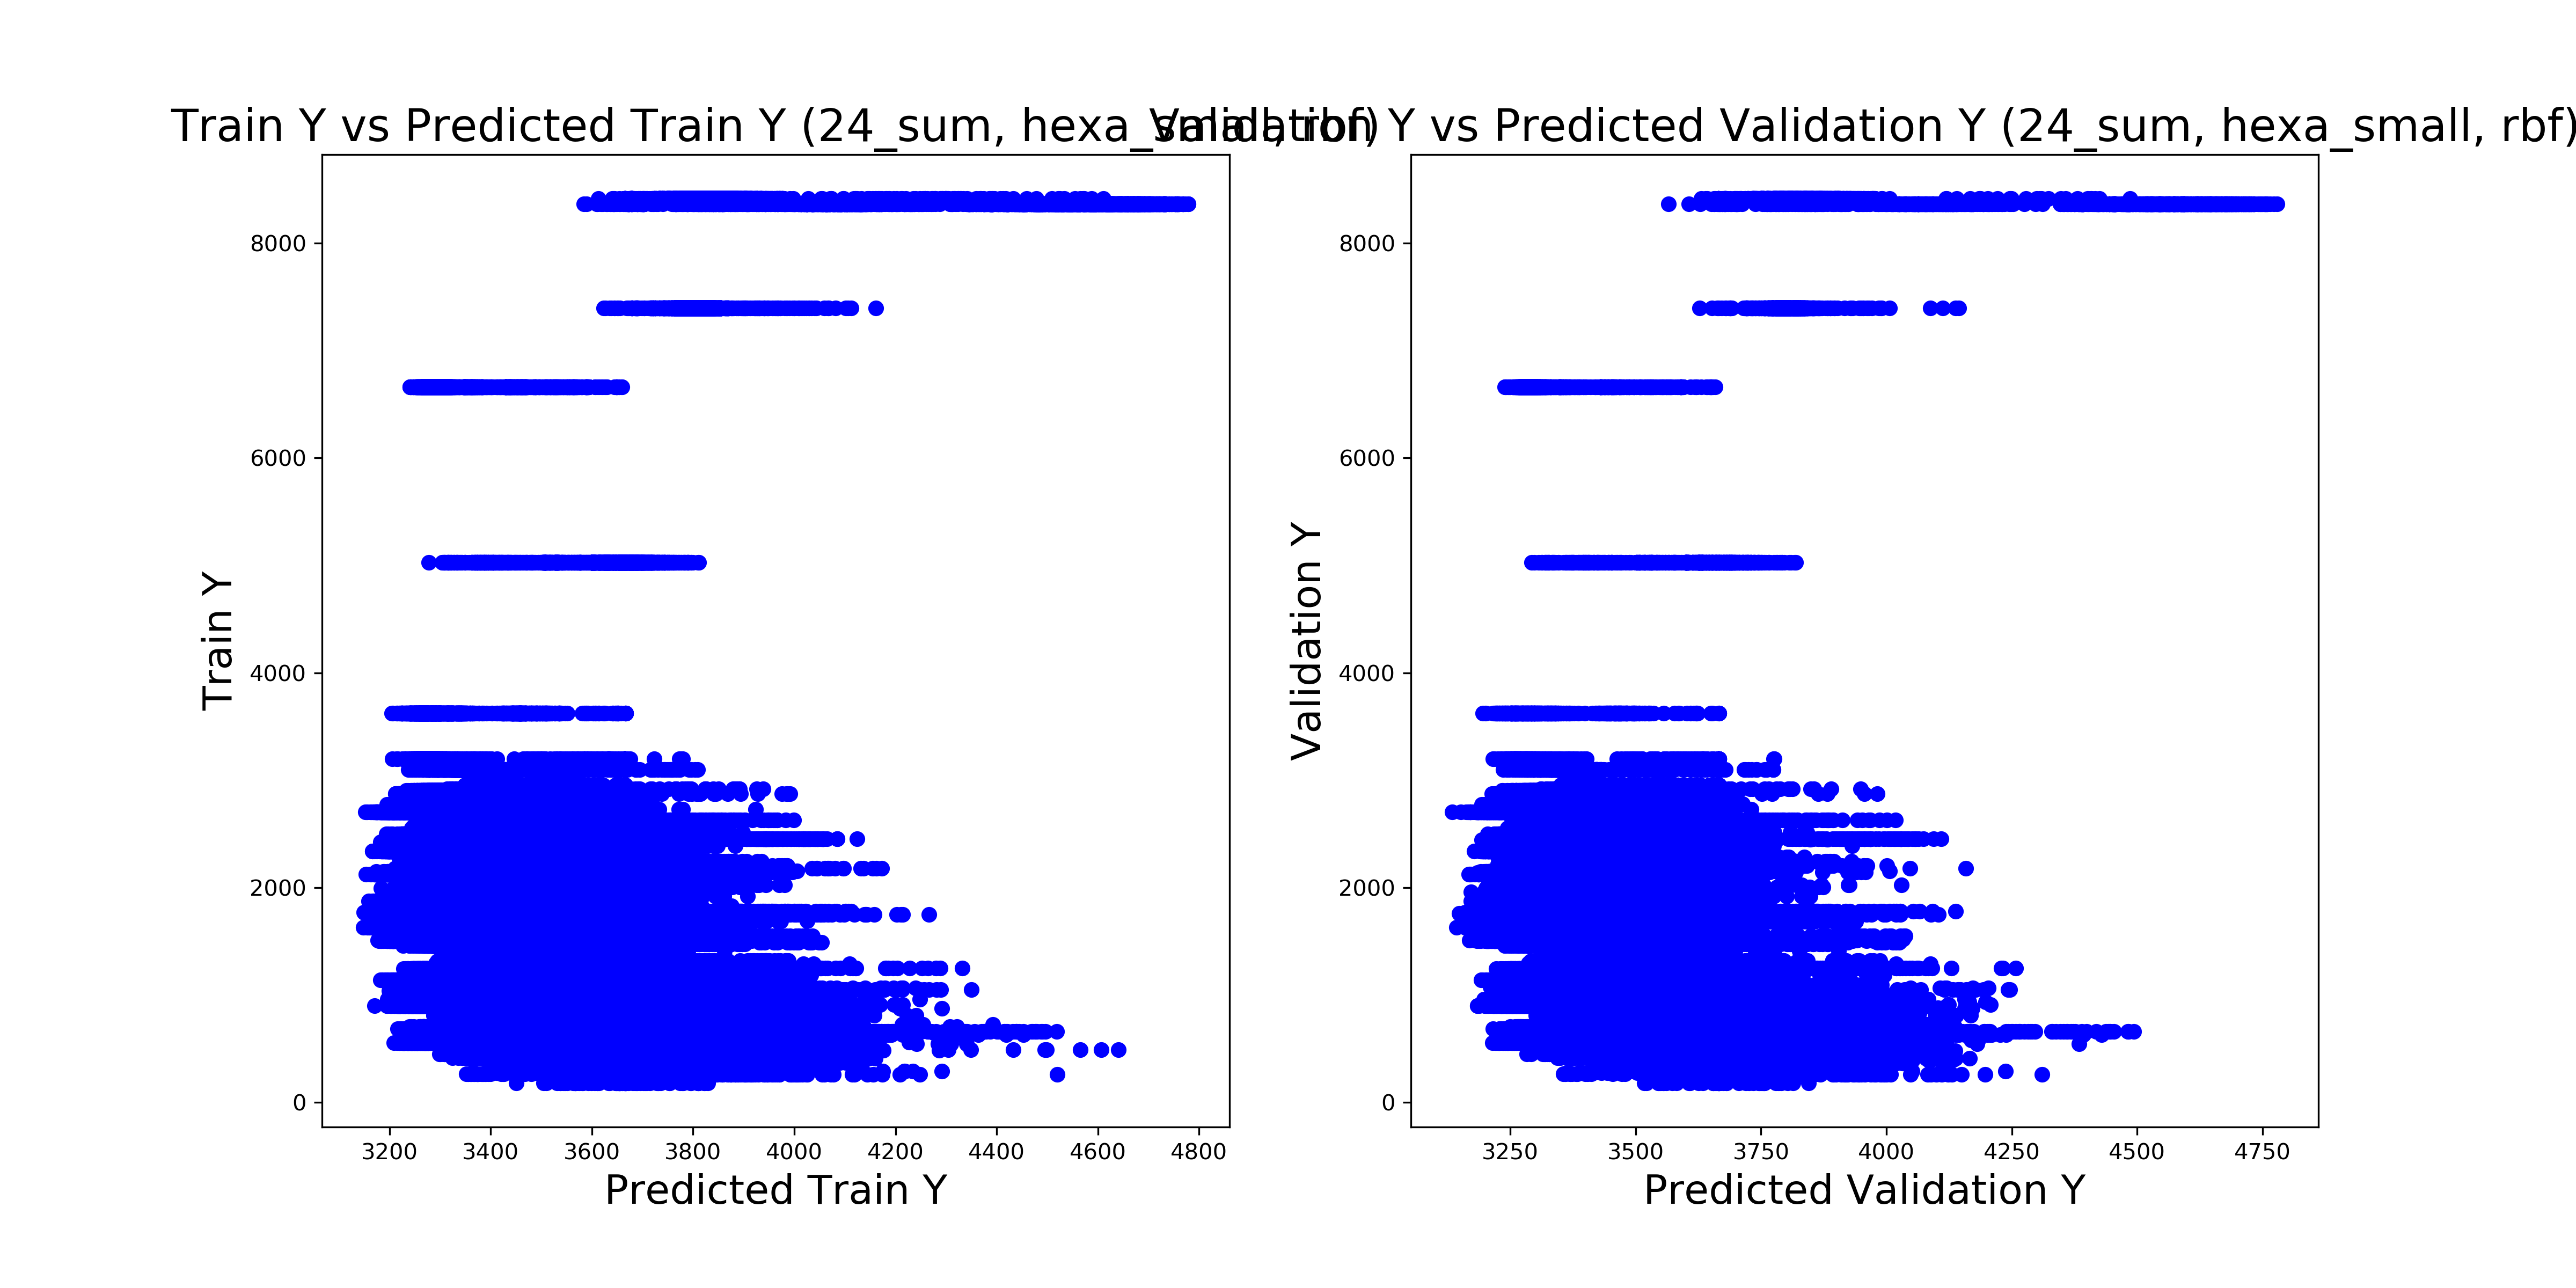 Train Y vs Predicted Train Y (24_sum, hexa_small, rbf)
Validation Y vs Predicted Validation Y (24_sum, hexa_small, rbf)
8000
6000
4000
2000
0
Train Y
3200 3400 3600 3800 4000 4200 4400 4600 4800
Predicted Train Y
8000
6000
4000
2000
0
Validation Y
3250 3500 3750 4000 4250 4500 4750
Predicted Validation Y